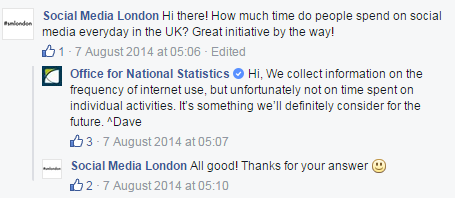 #smlondon
Social Media London Hi there! How much time do people spend on social
media everyday in the UK? Great initiative by the way!
1 · 7 August 2014 at 05:06 · Edited
Office for National Statistics Hi, We collect information on the
frequency of internet use, but unfortunately not on time spent on
individual activities. It's something we'll definitely consider for the
future. ^Dave
3 · 7 August 2014 at 05:07
#smlondon
Social Media London All good! Thanks for your answer
2 · 7 August 2014 at 05:10